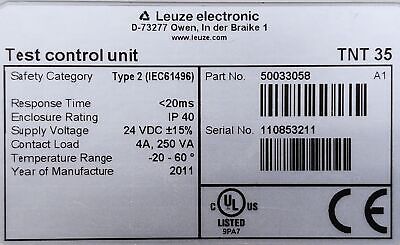 Leuze electronic
D-73277 Owen, In der Braike 1
www.leuze.com
Test control unit TNT 35
Safety Category Type 2 (IEC61496)
Response Time <20ms
Enclosure Rating IP 40
Supply Voltage 24 VDC ±15%
Contact Load 4A, 250 VA
Temperature Range -20 - 60 °
Year of Manufacture 2011
Part No. 50033058 A1
Serial No. 110853211
C UL US
LISTED
9PA7
CE